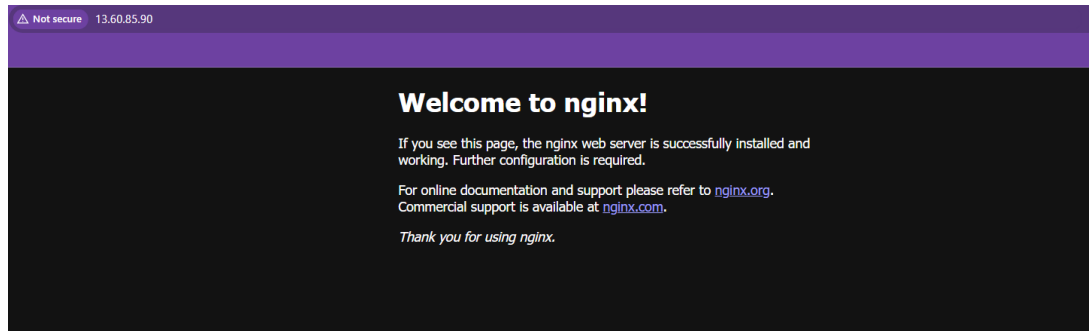 Not secure 13.60.85.90
Welcome to nginx!
If you see this page, the nginx web server is successfully installed and
working. Further configuration is required.
For online documentation and support please refer to nginx.org.
Commercial support is available at nginx.com.
Thank you for using nginx.